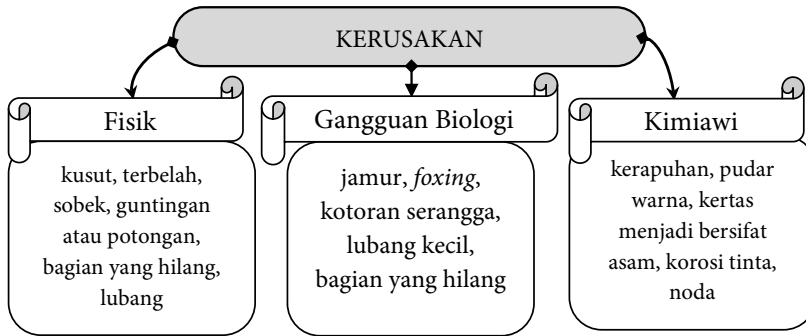 KERUSAKAN
Fisik
kusut, terbelah,
sobek, guntingan
atau potongan,
bagian yang hilang,
lubang
Gangguan Biologi
jamur, foxing,
kotoran serangga,
lubang kecil,
bagian yang hilang
Kimiawi
kerapuhan, pudar
warna, kertas
menjadi bersifat
asam, korosi tinta,
noda